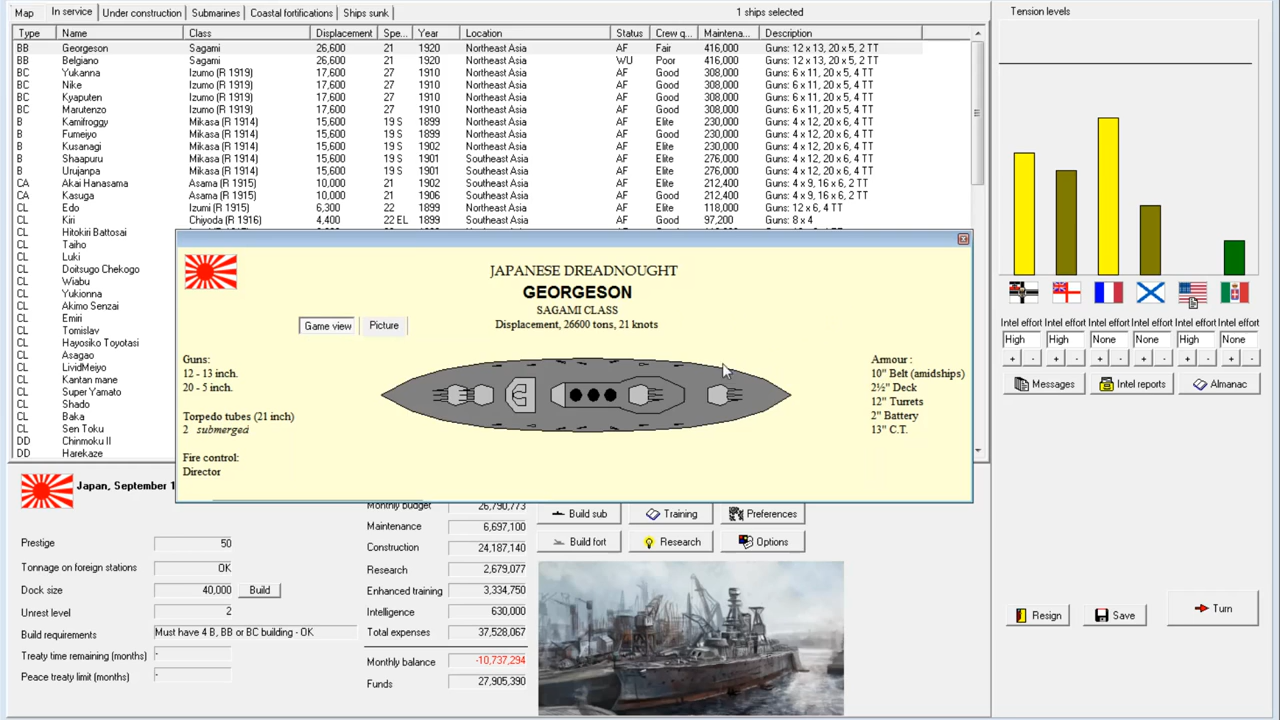 Map
In service
Under construction
Submarines
Coastal fortifications
Ships sunk
1 ships selected
Tension levels
Type Name Class Displacement Spe... Year Location Status Crew q... Maintena... Description
BB Georgeson Sagami 26,600 21 1920 Northeast Asia AF Fair 416,000 Guns: 12 x 13, 20 x 5, 2 TT
BB Belgiano Sagami 26,600 21 1920 Northeast Asia WU Poor 416,000 Guns: 12 x 13, 20 x 5, 2 TT
BC Yukanna Izumo (R 1919) 17,600 27 1910 Northeast Asia AF Good 308,000 Guns: 6 x 11, 20 x 5, 4 TT
BC Nike Izumo (R 1919) 17,600 27 1910 Northeast Asia AF Good 308,000 Guns: 6 x 11, 20 x 5, 4 TT
BC Kyaputen Izumo (R 1919) 17,600 27 1910 Northeast Asia AF Good 308,000 Guns: 6 x 11, 20 x 5, 4 TT
BC Marutenzo Izumo (R 1919) 17,600 27 1910 Northeast Asia AF Good 308,000 Guns: 6 x 11, 20 x 5, 4 TT
B Kamifroggy Mikasa (R 1914) 15,600 19 S 1899 Northeast Asia AF Elite 230,000 Guns: 4 x 12, 20 x 6, 2 TT
B Fumeiyo Mikasa (R 1914) 15,600 19 S 1899 Northeast Asia AF Good 230,000 Guns: 4 x 12, 20 x 6, 2 TT
B Kusanagi Mikasa (R 1914) 15,600 19 S 1899 Northeast Asia AF Elite 230,000 Guns: 4 x 12, 20 x 6, 2 TT
B Shaapuru Mikasa (R 1914) 15,600 19 S 1901 Southeast Asia AF Elite 276,000 Guns: 4 x 12, 20 x 6, 2 TT
B Urujanpa Mikasa (R 1914) 15,600 19 S 1901 Southeast Asia AF Elite 276,000 Guns: 4 x 12, 20 x 6, 2 TT
CA Akai Hanasama Asama (R 1915) 10,000 21 1902 Southeast Asia AF Elite 212,400 Guns: 4 x 9, 16 x 6, 2 TT
CA Kasuga Asama (R 1915) 10,000 21 1906 Southeast Asia AF Good 212,400 Guns: 4 x 9, 16 x 6, 2 TT
CL Edo Izumi (R 1915) 6,300 22 1899 Northeast Asia AF Elite 118,000 Guns: 12 x 6, 4 TT
CL Kiri Chiyoda (R 1916) 4,400 22 EL 1899 Southeast Asia AF Good 97,200 Guns: 8 x 4
CL Hitokiri Battosai
CL Taiho
CL Luki
CL Doitsugo Chekogo
CL Wiabu
CL Yukionna
CL Akimo Senzai
CL Emiri
CL Tomislav
CL Hayosiko Toyotasi
CL Asagao
CL LividMeiyo
CL Kantan mane
CL Super Yamato
CL Shado
CL Baka
CL Sen Toku
DD Chinmoku II
DD Harekaze
JAPANESE DREADNOUGHT
GEORGESON
SAGAMI CLASS
Displacement, 26600 tons, 21 knots
Game view
Picture
Guns:
12 - 13 inch.
20 - 5 inch.
Torpedo tubes (21 inch)
2 submerged
Fire control:
Director
Armour :
10" Belt (amidships)
2½" Deck
12" Turrets
2" Battery
13" C.T.
Intel effort Intel effort Intel effort Intel effort Intel effort Intel effort
High High None None High None
+ - + - + - + - + - + -
Messages
Intel reports
Almanac
Japan, September 1
Prestige 50
Tonnage on foreign stations OK
Dock size 40,000 Build
Unrest level 2
Build requirements Must have 4 B, BB or BC building - OK
Treaty time remaining (months) -
Peace treaty limit (months) -
Monthly budget 26,790,773
Maintenance 6,697,100
Construction 24,187,140
Research 2,679,077
Enhanced training 3,334,750
Intelligence 630,000
Total expenses 37,528,067
Monthly balance -10,737,294
Funds 27,905,390
Build sub
Training
Preferences
Build fort
Research
Options
Resign
Save
Turn